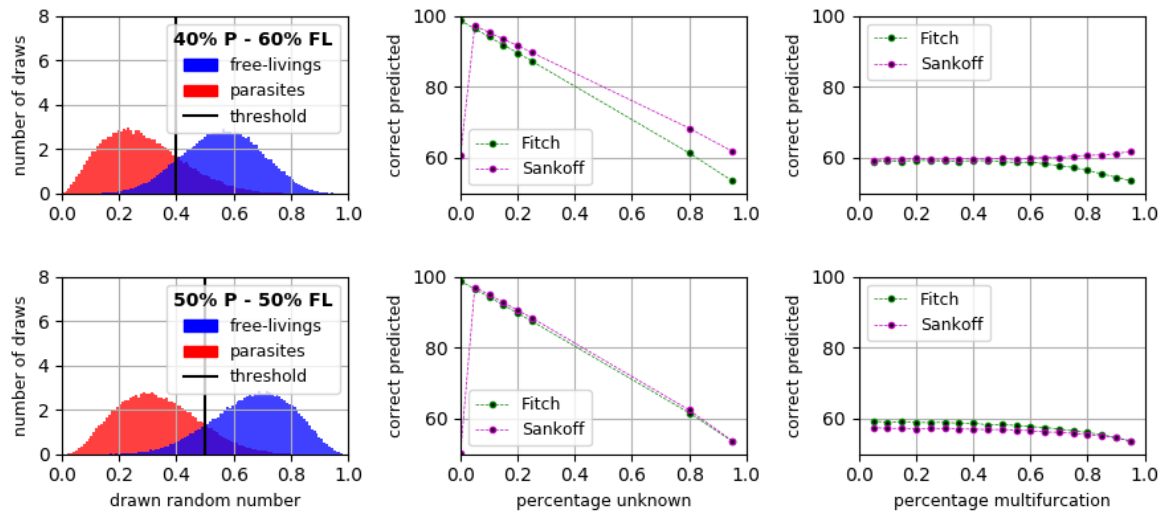 8
6
4
2
0
number of draws
40% P - 60% FL
free-livings
parasites
threshold
0.0 0.2 0.4 0.6 0.8 1.0
100
80
60
correct predicted
Fitch
Sankoff
0.0 0.2 0.4 0.6 0.8 1.0
100
80
60
correct predicted
Fitch
Sankoff
0.0 0.2 0.4 0.6 0.8 1.0
8
6
4
2
0
number of draws
50% P - 50% FL
free-livings
parasites
threshold
0.0 0.2 0.4 0.6 0.8 1.0
drawn random number
100
80
60
correct predicted
Fitch
Sankoff
0.0 0.2 0.4 0.6 0.8 1.0
percentage unknown
100
80
60
correct predicted
Fitch
Sankoff
0.0 0.2 0.4 0.6 0.8 1.0
percentage multifurcation